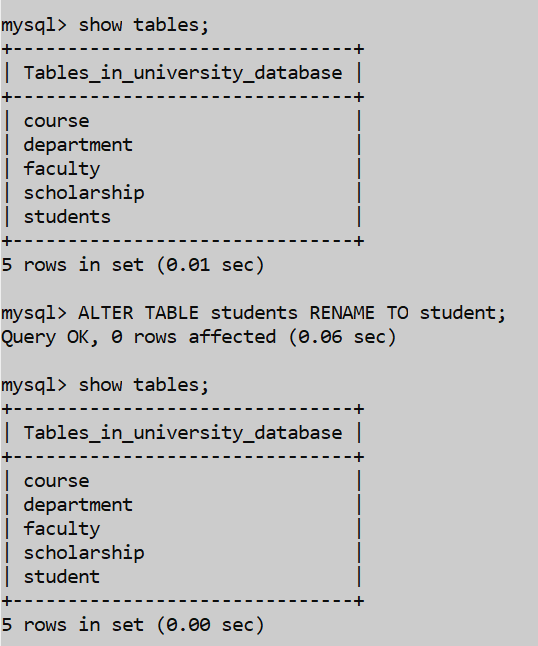 mysql> show tables;
+-------------------------------+
| Tables_in_university_database |
+-------------------------------+
| course                        |
| department                    |
| faculty                       |
| scholarship                   |
| students                      |
+-------------------------------+
5 rows in set (0.01 sec)
mysql> ALTER TABLE students RENAME TO student;
Query OK, 0 rows affected (0.06 sec)
mysql> show tables;
+-------------------------------+
| Tables_in_university_database |
+-------------------------------+
| course                        |
| department                    |
| faculty                       |
| scholarship                   |
| student                       |
+-------------------------------+
5 rows in set (0.00 sec)